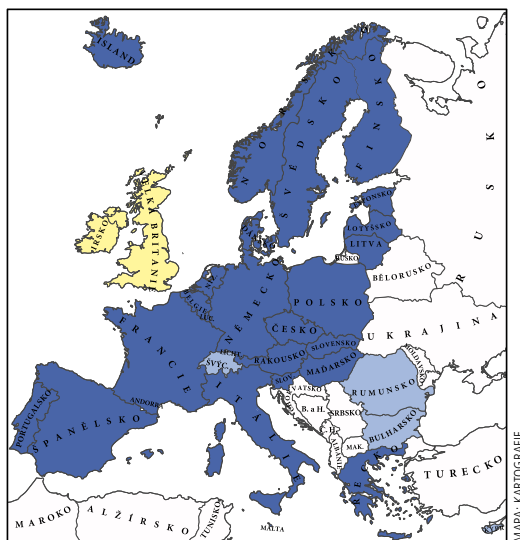 ISLAND
NORSKO
ŠVÉDSKO
FINSKO
RUSKO
ESTONSKO
LOTYŠSKO
LITVA
RUSKO
BĚLORUSKO
IRSKO
VELKÁ BRITÁNIE
DÁNSKO
NIZ.
BELGIE
LUC.
NĚMECKO
POLSKO
ČESKO
SLOVENSKO
UKRAJINA
MOLDAVSKO
FRANCIE
LICHT.
ŠVÝC.
RAKOUSKO
MAĎARSKO
SLOV.
RUMUNSKO
B. a H.
SRBSKO
BULHARSKO
MAK.
ALBÁNIE
ITÁLIE
ANDORRA
PORTUGALSKO
ŠPANĚLSKO
ŘECKO
TURECKO
KYPR
MALTA
MAROKO
ALŽÍRSKO
TUNISKO
MAPA: KARTOGRAFIE